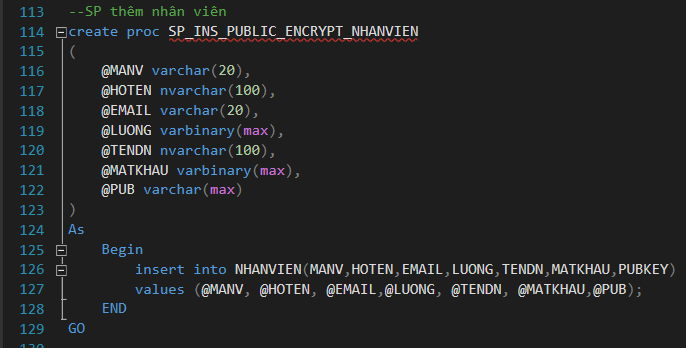 113 --SP thêm nhân viên
114 create proc SP_INS_PUBLIC_ENCRYPT_NHANVIEN
115 (
116 @MANV varchar(20),
117 @HOTEN nvarchar(100),
118 @EMAIL varchar(20),
119 @LUONG varbinary(max),
120 @TENDN nvarchar(100),
121 @MATKHAU varbinary(max),
122 @PUB varchar(max)
123 )
124 As
125 Begin
126 insert into NHANVIEN(MANV,HOTEN,EMAIL,LUONG,TENDN,MATKHAU,PUBKEY)
127 values (@MANV, @HOTEN, @EMAIL,@LUONG, @TENDN, @MATKHAU,@PUB);
128 END
129 GO